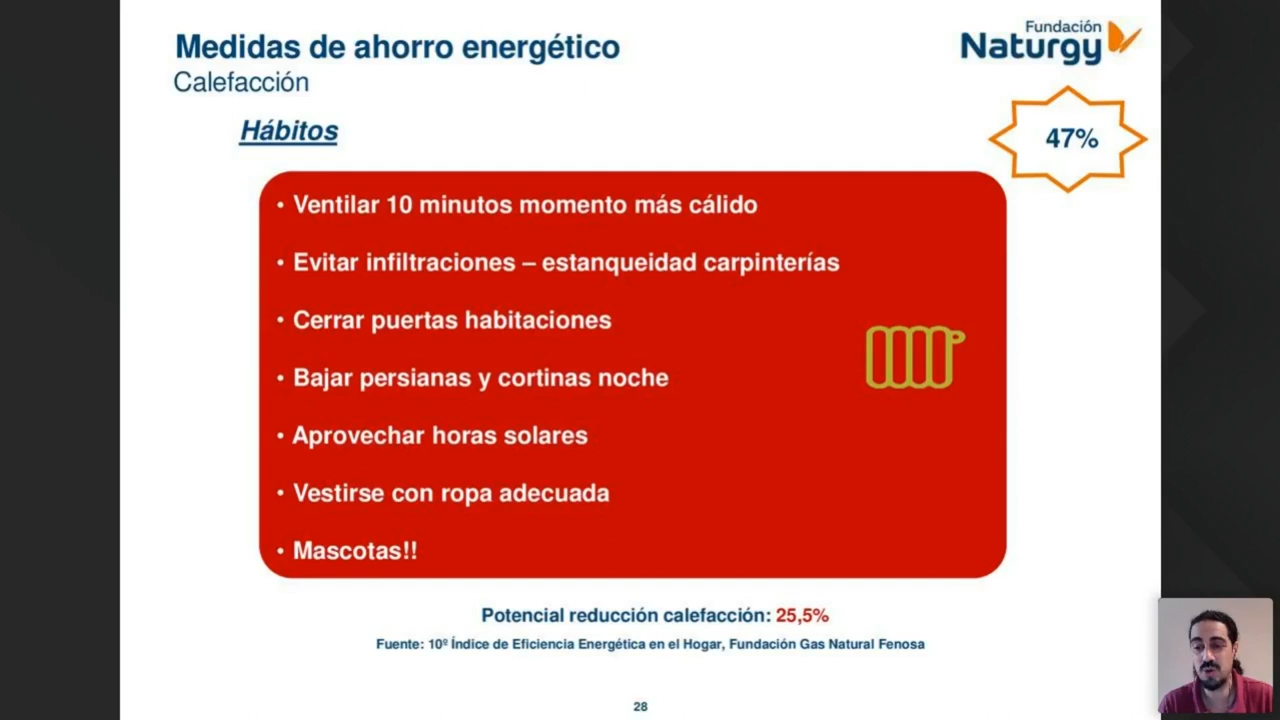 Medidas de ahorro energético
Calefacción
Fundación
Naturgy
Hábitos
47%
• Ventilar 10 minutos momento más cálido
• Evitar infiltraciones – estanqueidad carpinterías
• Cerrar puertas habitaciones
• Bajar persianas y cortinas noche
• Aprovechar horas solares
• Vestirse con ropa adecuada
• Mascotas!!
Potencial reducción calefacción: 25,5%
Fuente: 10º Índice de Eficiencia Energética en el Hogar, Fundación Gas Natural Fenosa
28